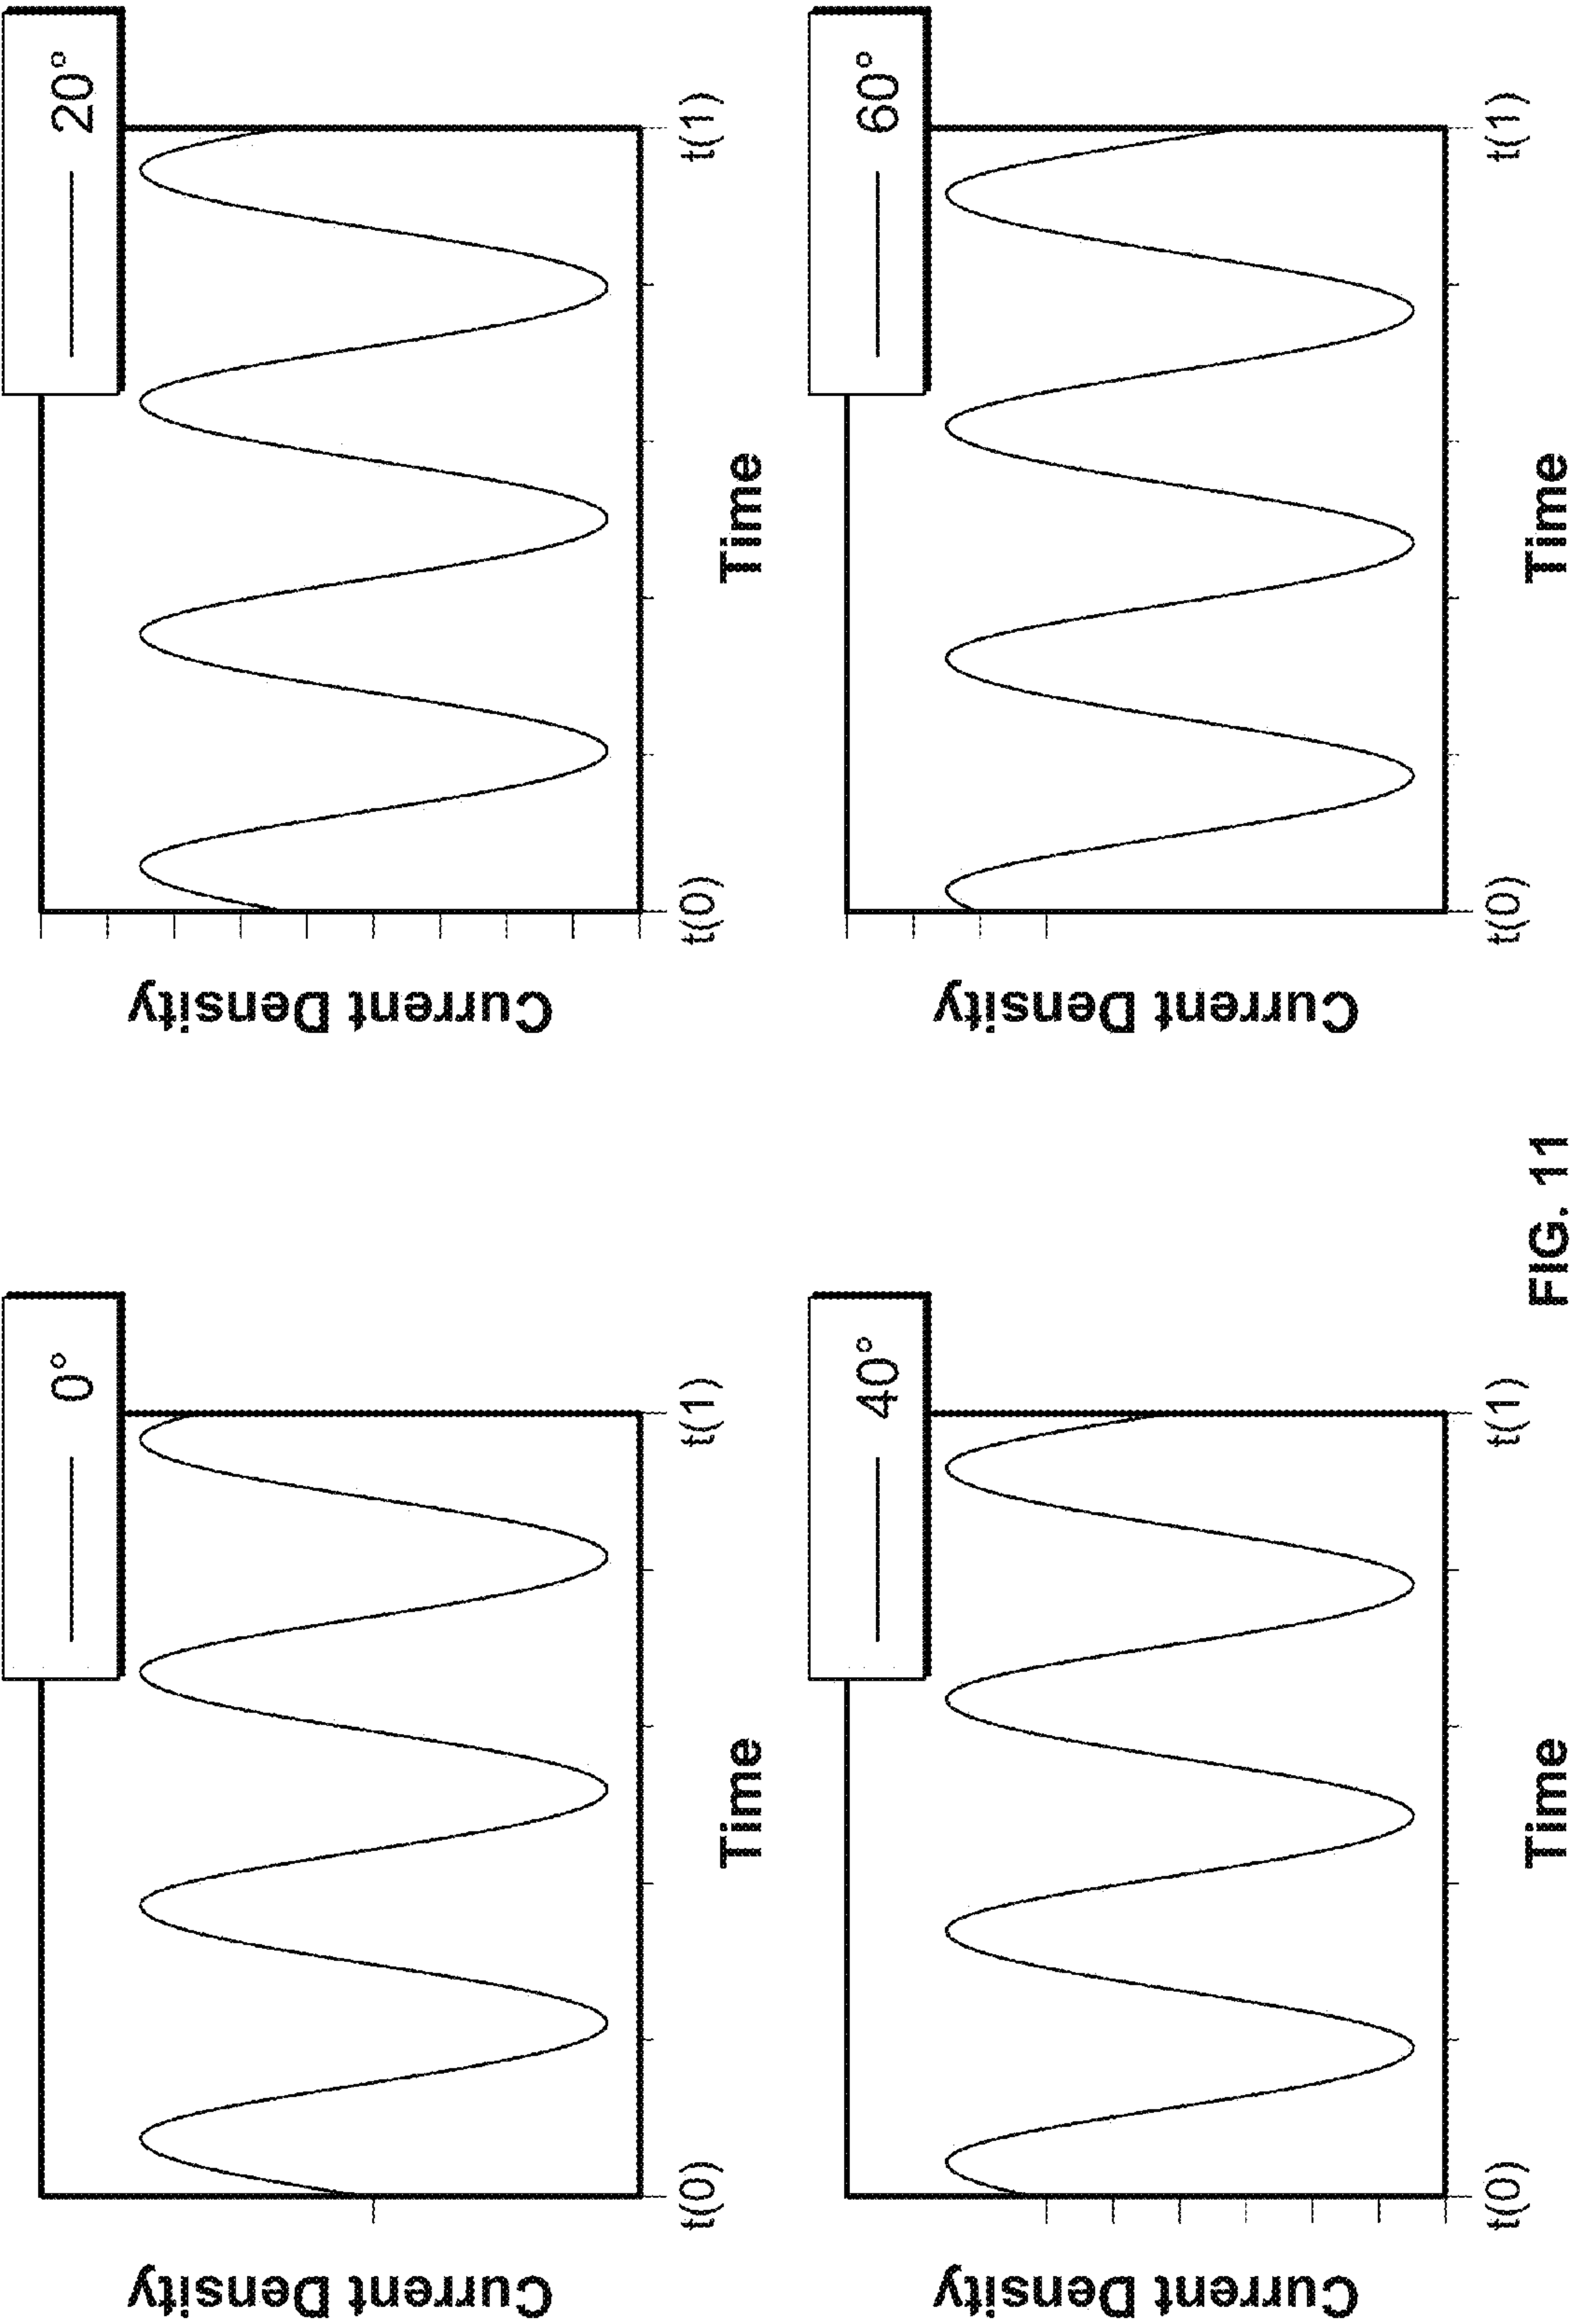 0°
Current Density
t(0)
t(1)
Time
20°
Current Density
t(0)
t(1)
Time
40°
Current Density
t(0)
t(1)
Time
60°
Current Density
t(0)
t(1)
Time
FIG. 11